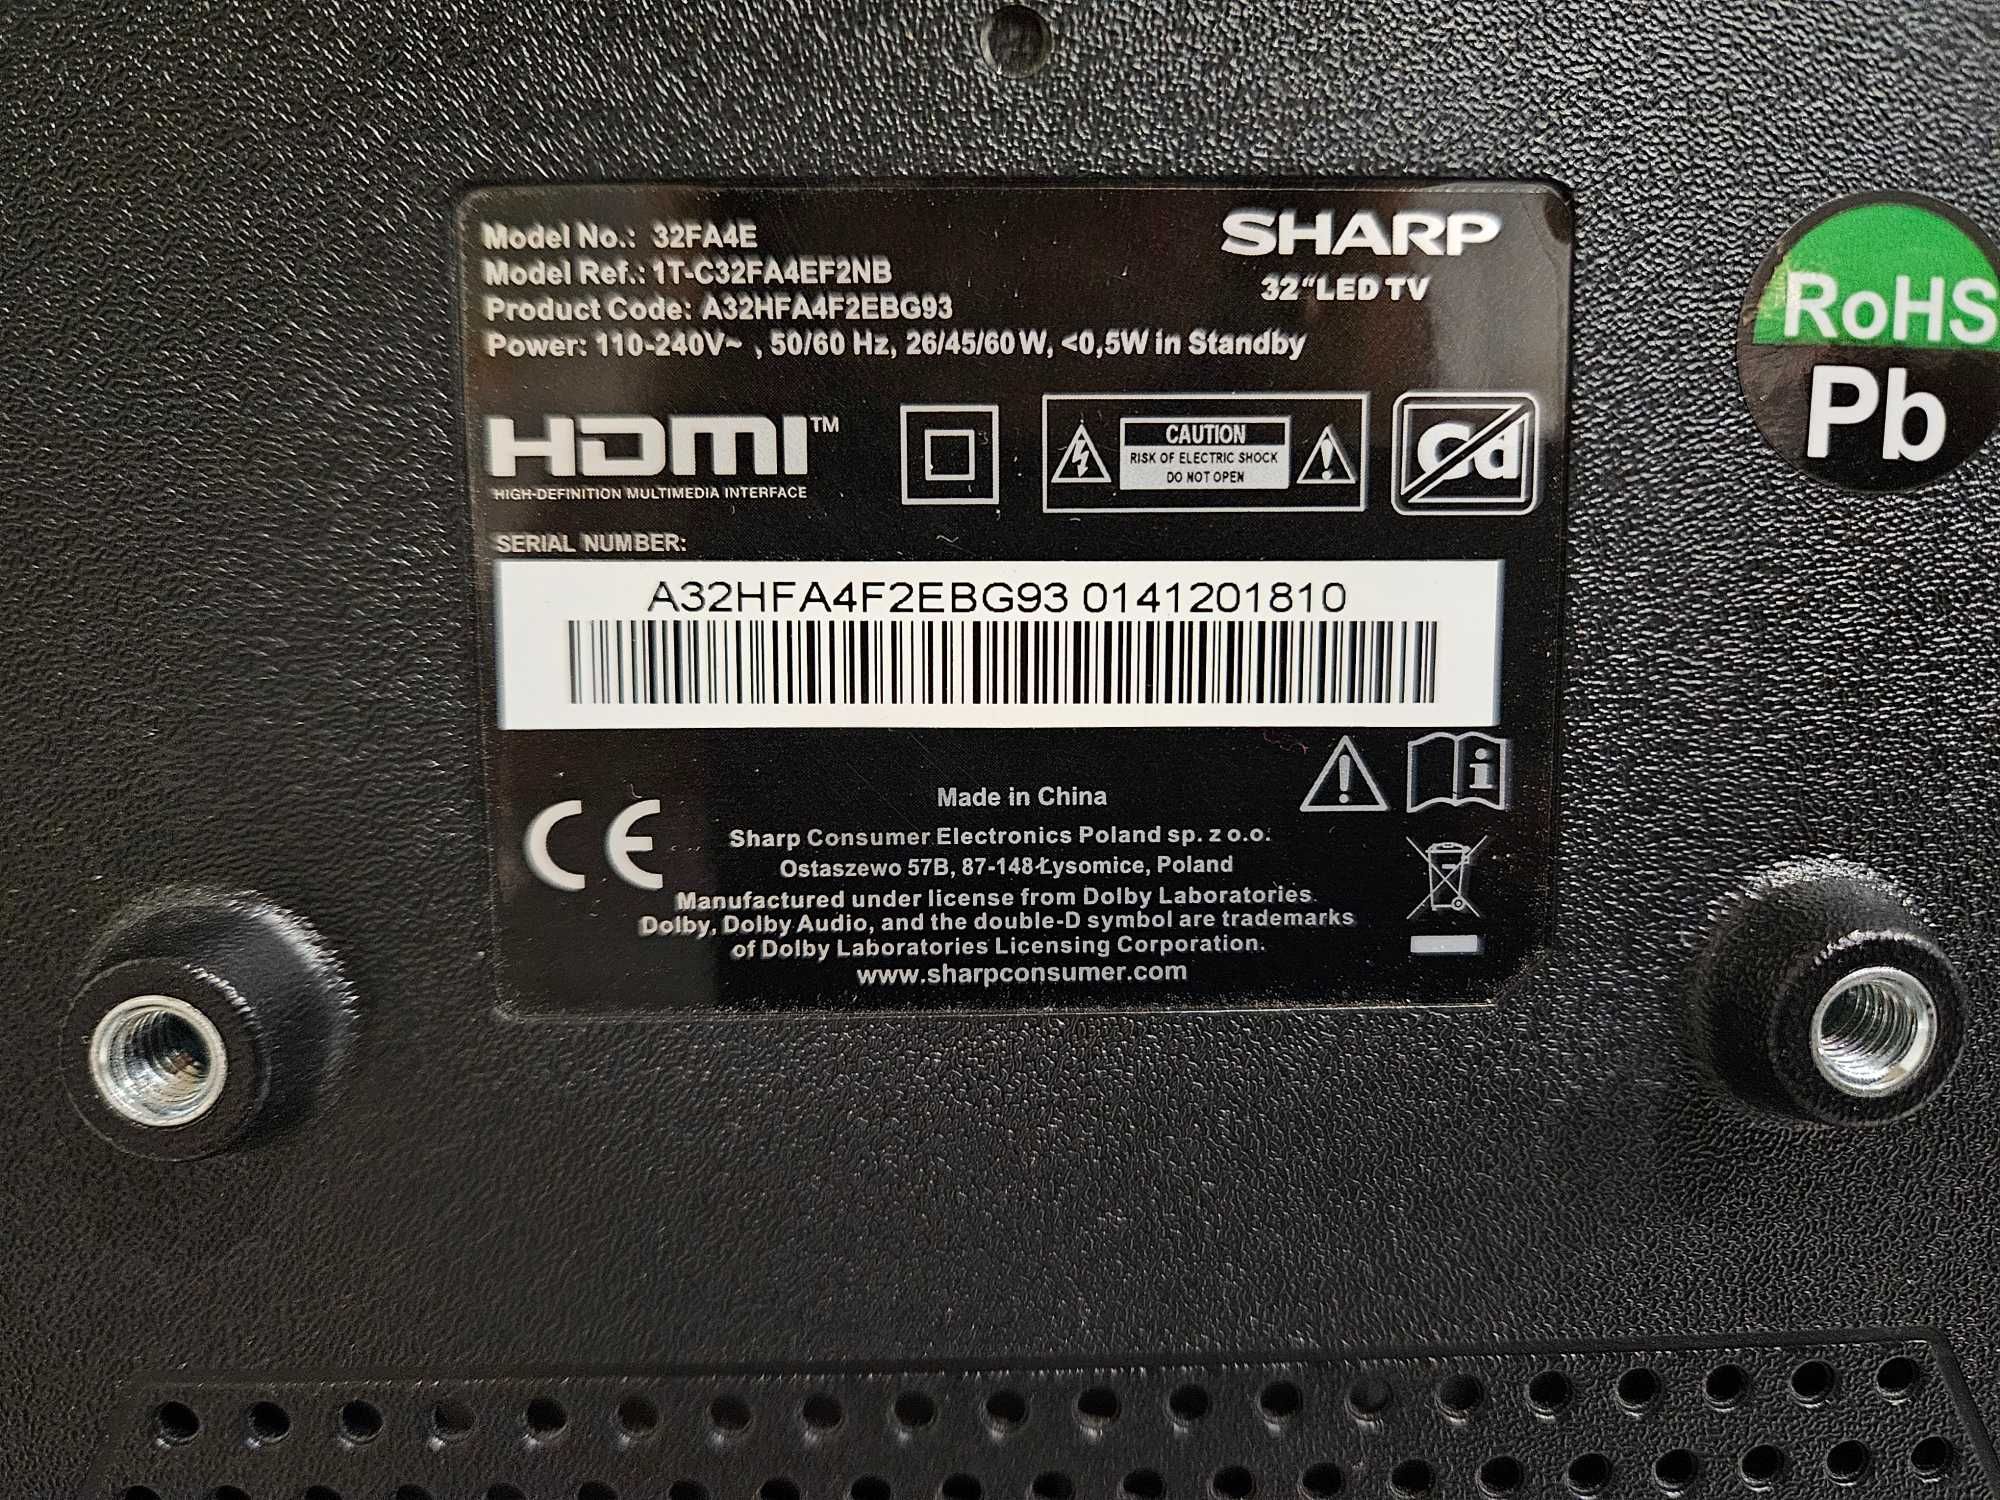 Model No.: 32FA4E
Model Ref.: 1T-C32FA4EF2NB
Product Code: A32HFA4F2EBG93
Power: 110-240V~ , 50/60 Hz, 26/45/60W, <0,5W in Standby
SHARP
32"LED TV
RoHS
Pb
HDMI™
HIGH-DEFINITION MULTIMEDIA INTERFACE
CAUTION
RISK OF ELECTRIC SHOCK
DO NOT OPEN
Cd
SERIAL NUMBER:
A32HFA4F2EBG93 0141201810
CE
Made in China
Sharp Consumer Electronics Poland sp. z o.o.
Ostaszewo 57B, 87-148Łysomice, Poland
Manufactured under license from Dolby Laboratories.
Dolby, Dolby Audio, and the double-D symbol are trademarks
of Dolby Laboratories Licensing Corporation.
www.sharpconsumer.com
i